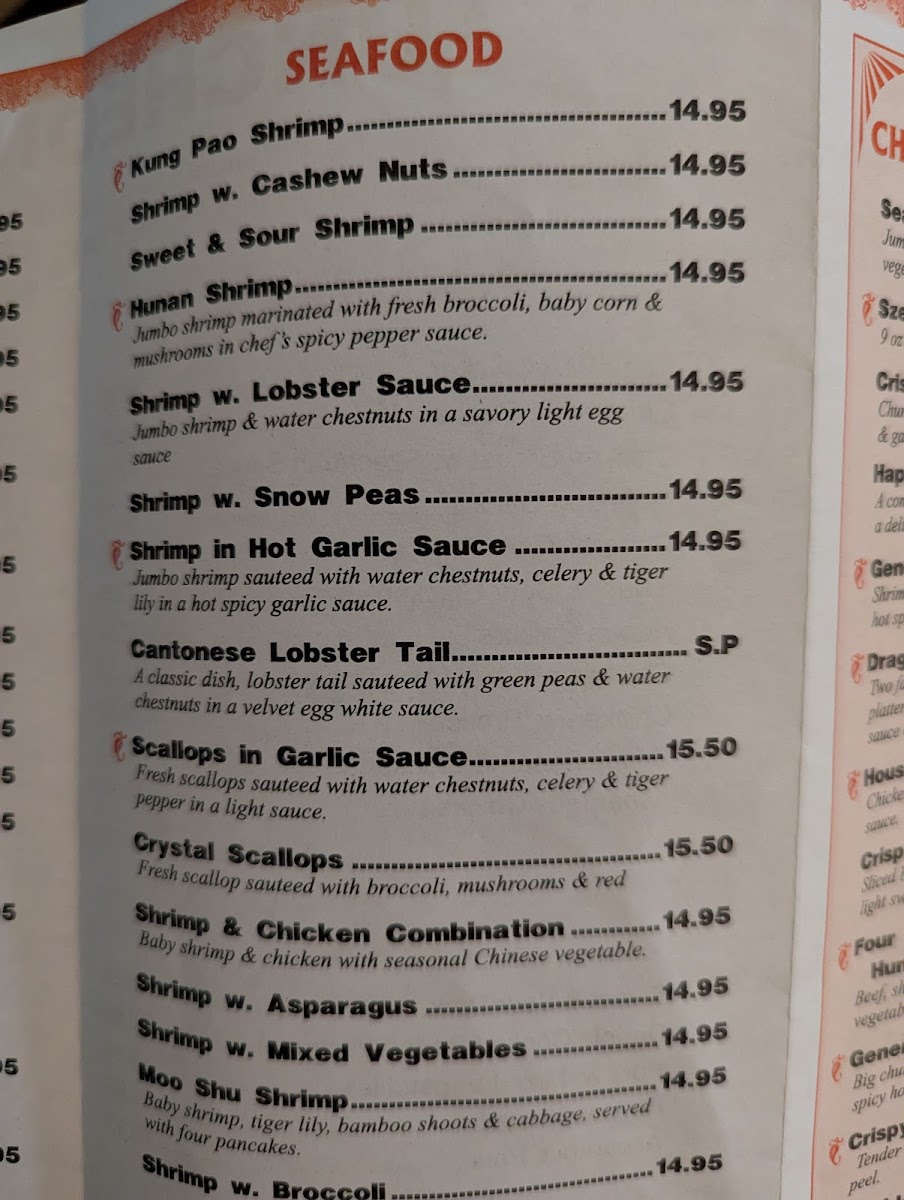 SEAFOOD
Kung Pao Shrimp.......................................14.95
Shrimp w. Cashew Nuts..........................14.95
Sweet & Sour Shrimp..............................14.95
Hunan Shrimp..............................................14.95
Jumbo shrimp marinated with fresh broccoli, baby corn &
mushrooms in chef's spicy pepper sauce.
Shrimp w. Lobster Sauce........................14.95
Jumbo shrimp & water chestnuts in a savory light egg
sauce
Shrimp w. Snow Peas..............................14.95
Shrimp in Hot Garlic Sauce...................14.95
Jumbo shrimp sauteed with water chestnuts, celery & tiger
lily in a hot spicy garlic sauce.
Cantonese Lobster Tail............................. S.P
A classic dish, lobster tail sauteed with green peas & water
chestnuts in a velvet egg white sauce.
Scallops in Garlic Sauce........................15.50
Fresh scallops sauteed with water chestnuts, celery & tiger
pepper in a light sauce.
Crystal Scallops.......................................15.50
Fresh scallop sauteed with broccoli, mushrooms & red
Shrimp & Chicken Combination............14.95
Baby shrimp & chicken with seasonal Chinese vegetable.
Shrimp w. Asparagus..............................14.95
Shrimp w. Mixed Vegetables................14.95
Moo Shu Shrimp.......................................14.95
Baby shrimp, tiger lily, bamboo shoots & cabbage, served
with four pancakes.
Shrimp w. Broccoli.................................14.95